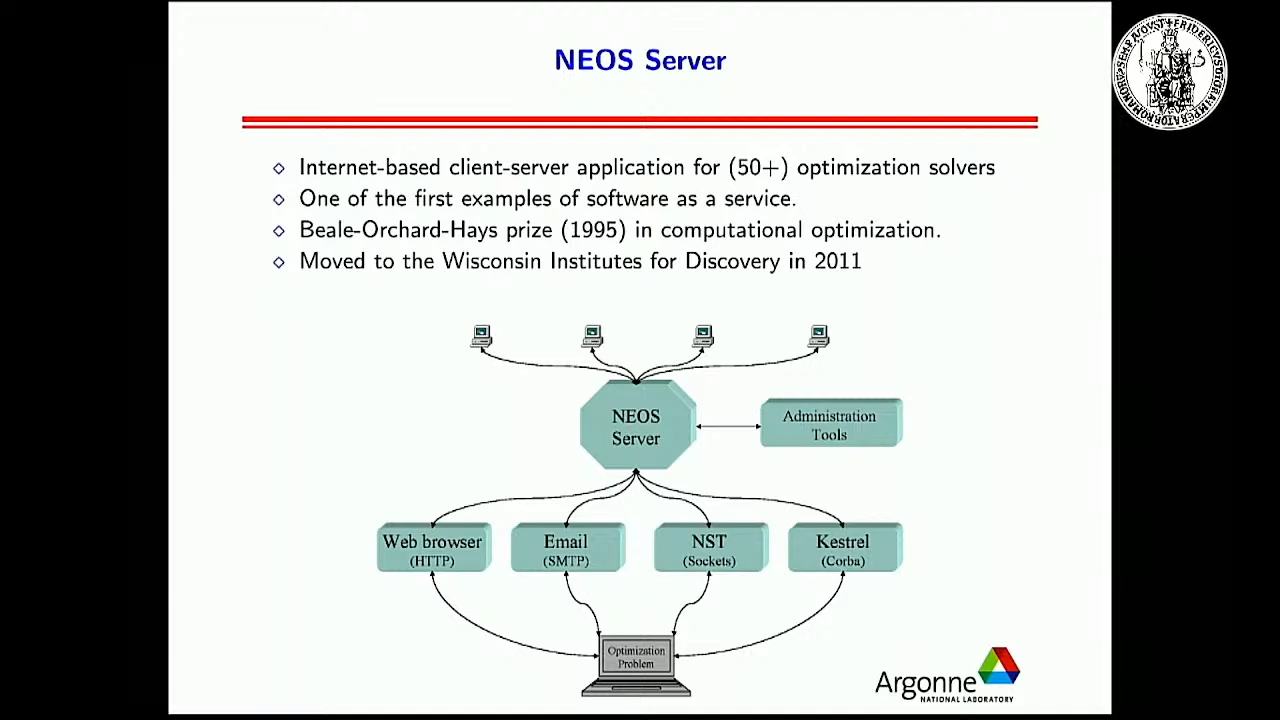 NEOS Server
Internet-based client-server application for (50+) optimization solvers
One of the first examples of software as a service.
Beale-Orchard-Hays prize (1995) in computational optimization.
Moved to the Wisconsin Institutes for Discovery in 2011
NEOS
Server
Administration
Tools
Web browser
(HTTP)
Email
(SMTP)
NST
(Sockets)
Kestrel
(Corba)
Optimization
Problem
Argonne
NATIONAL LABORATORY